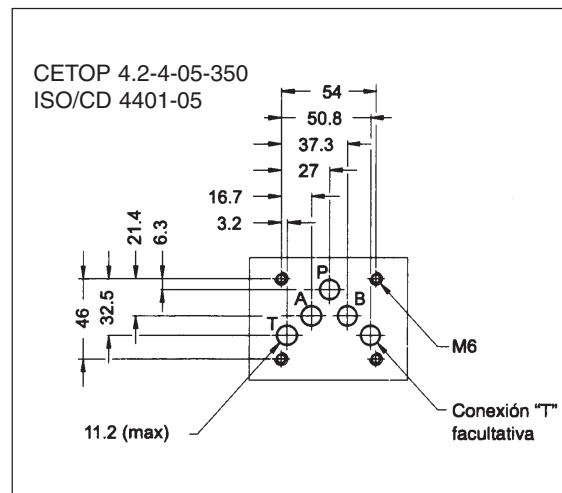 CETOP 4.2-4-05-350
ISO/CD 4401-05
54
50.8
37.3
27
16.7
3.2
21.4
6.3
46
32.5
P
A
B
T
M6
11.2 (max)
Conexión "T"
facultativa